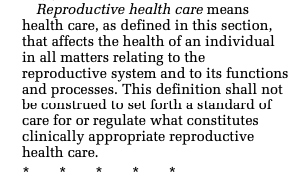 Reproductive health care means
health care, as defined in this section,
that affects the health of an individual
in all matters relating to the
reproductive system and to its functions
and processes. This definition shall not
be construed to set forth a standard of
care for or regulate what constitutes
clinically appropriate reproductive
health care.
* * * * *